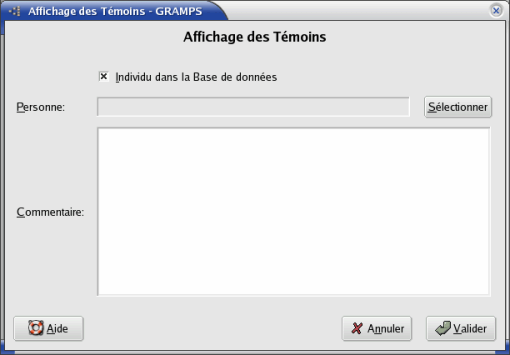 Affichage des Témoins - GRAMPS
Affichage des Témoins
Individu dans la Base de données
Personne:
Sélectionner
Commentaire:
Aide
Annuler
Valider